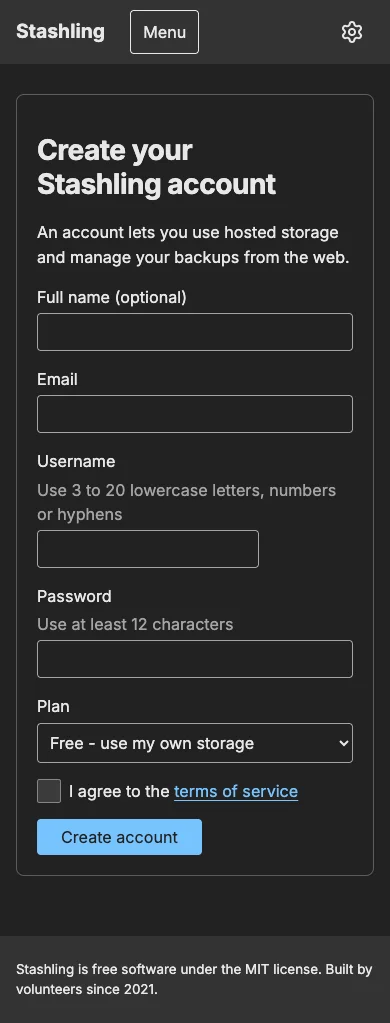 Stashling
Menu
Create your
Stashling account
An account lets you use hosted storage
and manage your backups from the web.
Full name (optional)
Email
Username
Use 3 to 20 lowercase letters, numbers
or hyphens
Password
Use at least 12 characters
Plan
Free - use my own storage
I agree to the terms of service
Create account
Stashling is free software under the MIT license. Built by
volunteers since 2021.